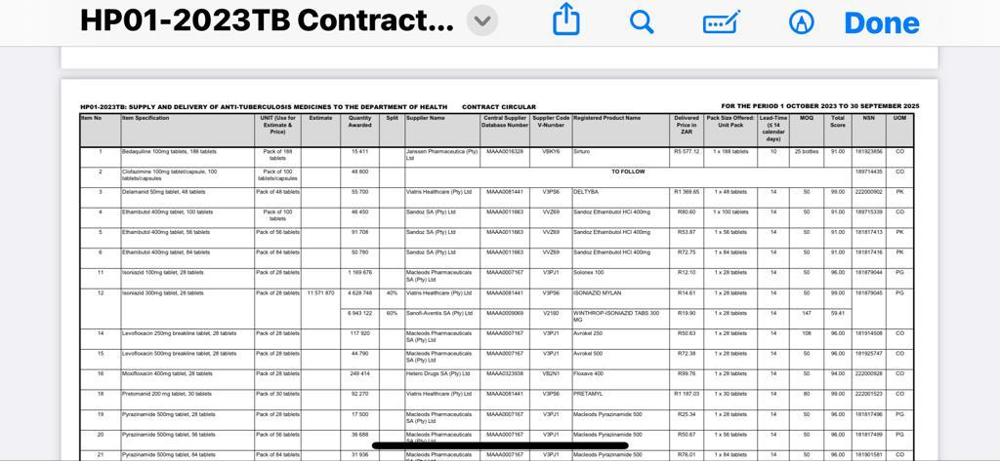 HP01-2023TB Contract...
Done
HP01-2023TB: SUPPLY AND DELIVERY OF ANTI-TUBERCULOSIS MEDICINES TO THE DEPARTMENT OF HEALTH CONTRACT CIRCULAR FOR THE PERIOD 1 OCTOBER 2023 TO 30 SEPTEMBER 2025
Item No Item Specification UNIT (Use for Estimate & Price) Estimate Quantity Awarded Split Supplier Name Central Supplier Database Number Supplier Code V-Number Registered Product Name Delivered Price in ZAR Pack Size Offered: Unit Pack Lead-Time (≤ 14 calendar days) MOQ Total Score NSN UOM
1 Bedaquiline 100mg tablets, 188 tablets Pack of 188 tablets 15 411 Janssen Pharmaceutica (Pty) Ltd MAAA0016328 VBKY6 Sirturo R5 577.12 1 x 188 tablets 10 25 bottles 91.00 181923856 CO
2 Clofazimine 100mg tablet/capsule, 100 tablets/capsules Pack of 100 tablets/capsules 48 800 TO FOLLOW 189714435 CO
3 Delamanid 50mg tablet, 48 tablets Pack of 48 tablets 55 700 Viatris Healthcare (Pty) Ltd MAAA0081441 V3PS6 DELTYBA R1 369.65 1 x 48 tablets 14 50 99.00 222000902 PK
4 Ethambutol 400mg tablet, 100 tablets Pack of 100 tablets 46 450 Sandoz SA (Pty) Ltd MAAA0011663 VVZ69 Sandoz Ethambutol HCl 400mg R80.60 1 x 100 tablets 14 50 91.00 189715339 CO
5 Ethambutol 400mg tablet, 56 tablets Pack of 56 tablets 91 708 Sandoz SA (Pty) Ltd MAAA0011663 VVZ69 Sandoz Ethambutol HCl 400mg R53.87 1 x 56 tablets 14 50 91.00 181817413 PK
6 Ethambutol 400mg tablet, 84 tablets Pack of 84 tablets 50 780 Sandoz SA (Pty) Ltd MAAA0011663 VVZ69 Sandoz Ethambutol HCl 400mg R72.75 1 x 84 tablets 14 50 91.00 181817416 PK
11 Isoniazid 100mg tablet, 28 tablets Pack of 28 tablets 1 169 676 Macleods Pharmaceuticals SA (Pty) Ltd MAAA0007167 V3PJ1 Solonex 100 R12.10 1 x 28 tablets 14 50 96.00 181879044 PG
12 Isoniazid 300mg tablet, 28 tablets Pack of 28 tablets 11 571 870 4 628 748 40% Viatris Healthcare (Pty) Ltd MAAA0081441 V3PS6 ISONIAZID MYLAN R14.61 1 x 28 tablets 14 50 99.00 181879045 PG
6 943 122 60% Sanofi-Aventis SA (Pty) Ltd MAAA0009069 V2160 WINTHROP-ISONIAZID TABS 300 MG R19.90 1 x 28 tablets 14 147 59.41
14 Levofloxacin 250mg breakline tablet, 28 tablets Pack of 28 tablets 117 920 Macleods Pharmaceuticals SA (Pty) Ltd MAAA0007167 V3PJ1 Avrokel 250 R50.63 1 x 28 tablets 14 108 96.00 181914508 CO
15 Levofloxacin 500mg breakline tablet, 28 tablets Pack of 28 tablets 44 790 Macleods Pharmaceuticals SA (Pty) Ltd MAAA0007167 V3PJ1 Avrokel 500 R72.38 1 x 28 tablets 14 50 96.00 181925747 CO
16 Moxifloxacin 400mg tablet, 28 tablets Pack of 28 tablets 249 414 Hetero Drugs SA (Pty) Ltd MAAA0323938 VB2N1 Floxave 400 R99.76 1 x 28 tablets 14 50 94.00 222000928 CO
18 Pretomanid 200 mg tablet, 30 tablets Pack of 30 tablets 92 270 Viatris Healthcare (Pty) Ltd MAAA0081441 V3PS6 PRETAMYL R1 187.03 1 x 30 tablets 14 80 99.00 222001523 CO
19 Pyrazinamide 500mg tablet, 28 tablets Pack of 28 tablets 17 500 Macleods Pharmaceuticals SA (Pty) Ltd MAAA0007167 V3PJ1 Macleods Pyrazinamide 500 R25.34 1 x 28 tablets 14 50 96.00 181817496 PG
20 Pyrazinamide 500mg tablet, 56 tablets Pack of 56 tablets 36 688 Macleods Pharmaceuticals SA (Pty) Ltd MAAA0007167 V3PJ1 Macleods Pyrazinamide 500 R50.67 1 x 56 tablets 14 50 96.00 181817499 PG
21 Pyrazinamide 500mg tablet, 84 tablets Pack of 84 tablets 31 936 Macleods Pharmaceuticals MAAA0007167 V3PJ1 Macleods Pyrazinamide 500 R76.01 1 x 84 tablets 14 50 96.00 181901581 CO